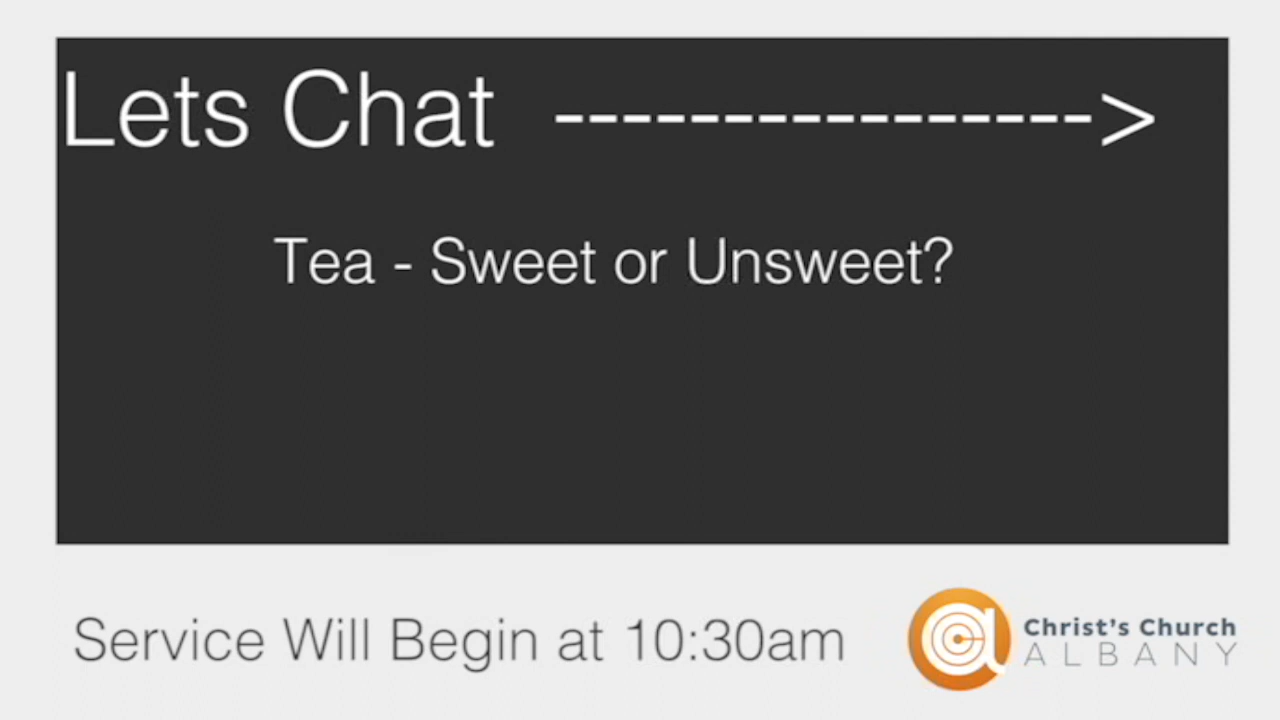 Lets Chat ---------------->
Tea - Sweet or Unsweet?
Service Will Begin at 10:30am
Christ's Church
ALBANY